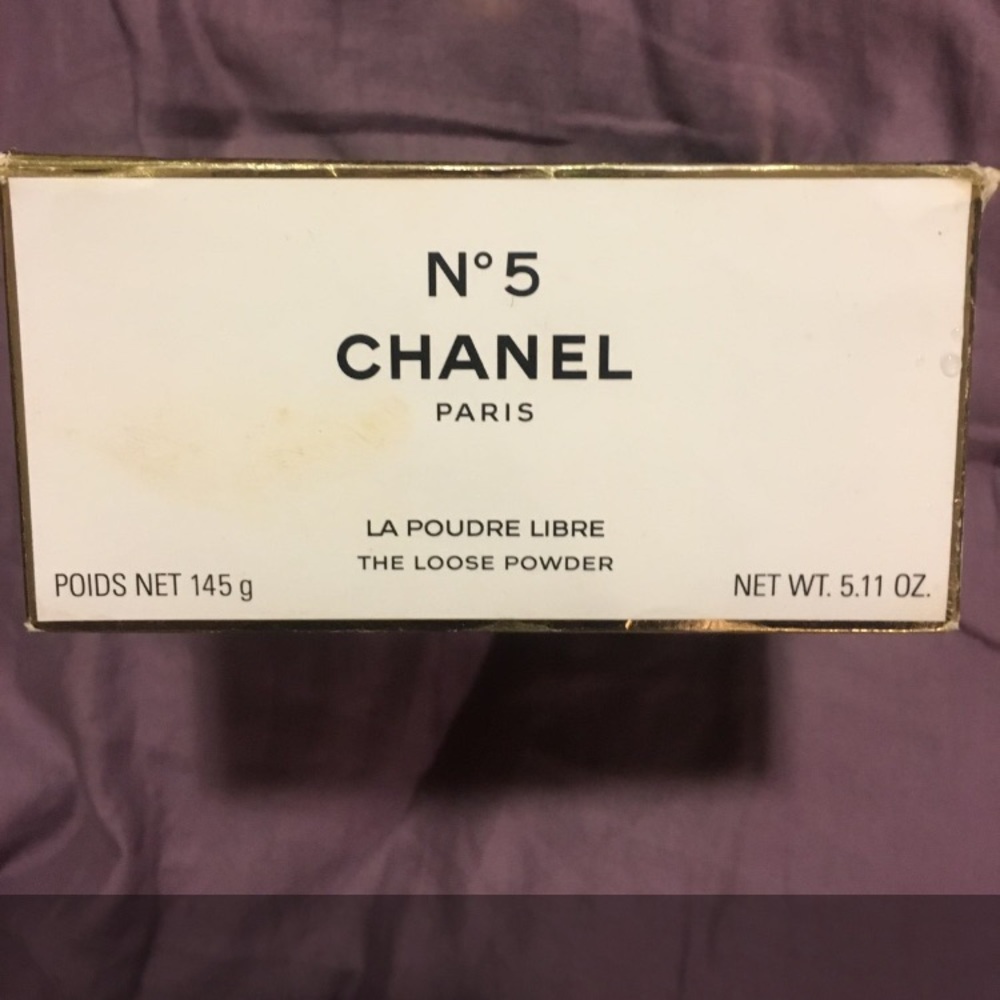 N°5
CHANEL
PARIS
LA POUDRE LIBRE
THE LOOSE POWDER
POIDS NET 145 g
NET WT. 5.11 OZ.